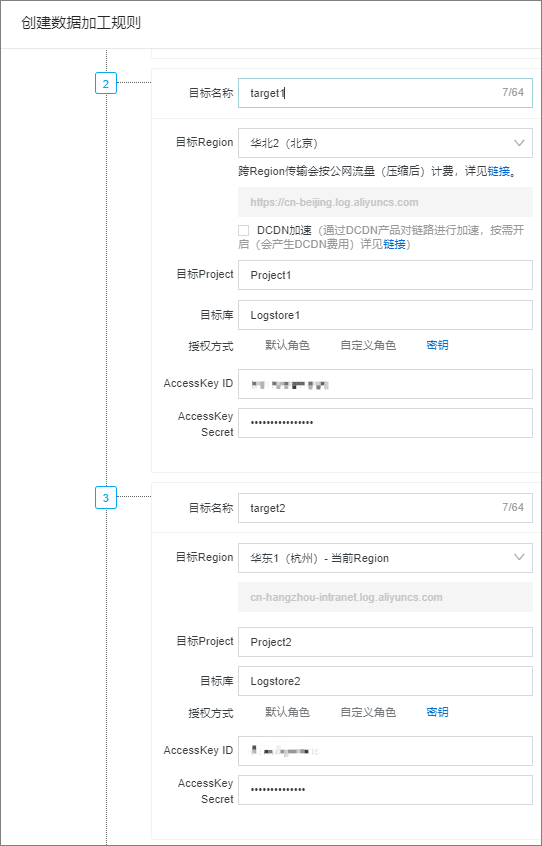 创建数据加工规则
2
目标名称 target1 7/64
目标Region 华北2（北京）
跨Region传输会按公网流量（压缩后）计费，详见链接。
https://cn-beijing.log.aliyuncs.com
DCDN加速（通过DCDN产品对链路进行加速，按需开
启（会产生DCDN费用）详见链接）
目标Project Project1
目标库 Logstore1
授权方式 默认角色 自定义角色 密钥
AccessKey ID
AccessKey
Secret ••••••••••••••••
3
目标名称 target2 7/64
目标Region 华东1（杭州）- 当前Region
cn-hangzhou-intranet.log.aliyuncs.com
目标Project Project2
目标库 Logstore2
授权方式 默认角色 自定义角色 密钥
AccessKey ID
AccessKey
Secret ••••••••••••••